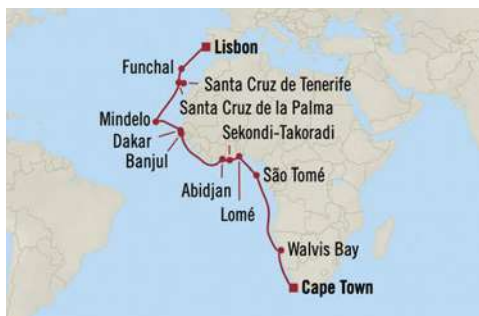 Lisbon
Funchal
Santa Cruz de Tenerife
Santa Cruz de la Palma
Mindelo
Sekondi-Takoradi
Dakar
Banjul
São Tomé
Abidjan
Lomé
Walvis Bay
Cape Town